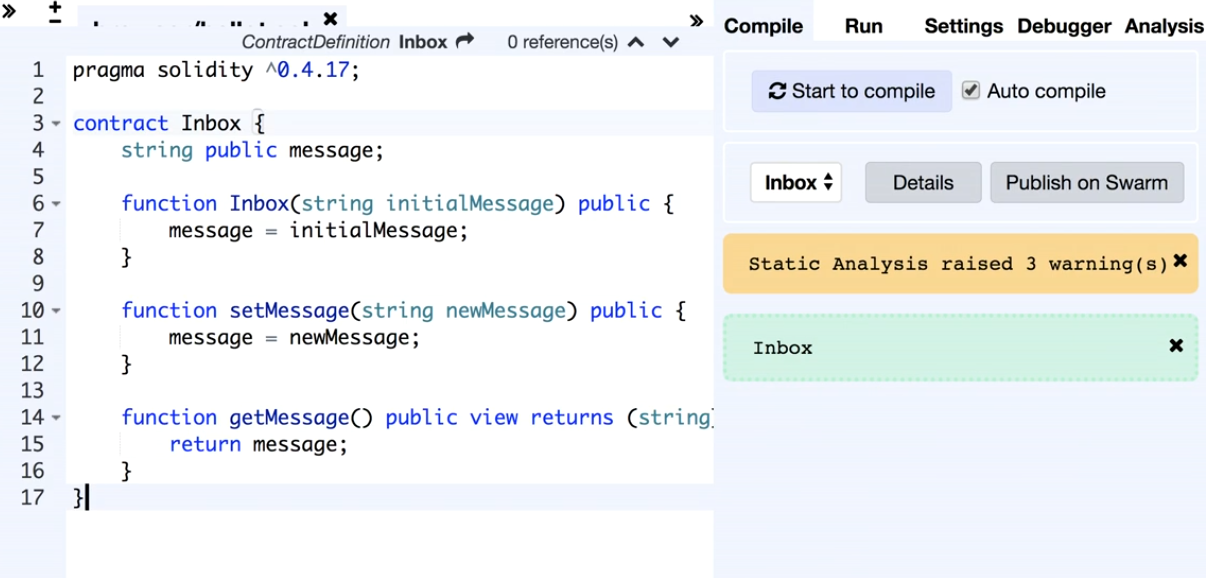 ContractDefinition Inbox 0 reference(s)
1 pragma solidity ^0.4.17;
2
3 contract Inbox {
4 string public message;
5
6 function Inbox(string initialMessage) public {
7 message = initialMessage;
8 }
9
10 function setMessage(string newMessage) public {
11 message = newMessage;
12 }
13
14 function getMessage() public view returns (string
15 return message;
16 }
17 }
Compile Run Settings Debugger Analysis
Start to compile Auto compile
Inbox Details Publish on Swarm
Static Analysis raised 3 warning(s)
Inbox